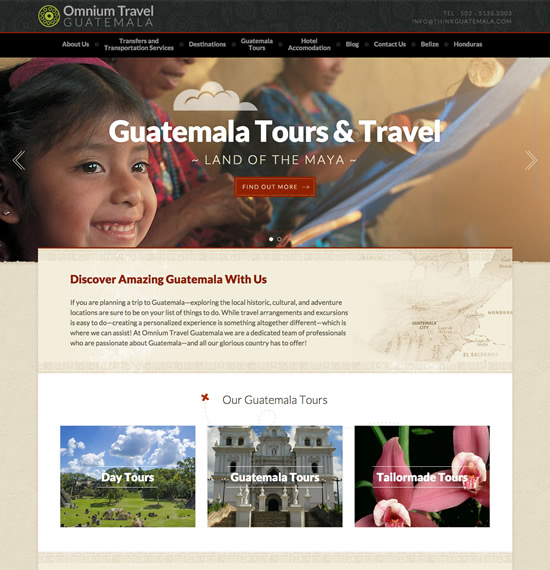 Omnium Travel
GUATEMALA
TEL : 502 - 5135.2003
INFO@THINKGUATEMALA.COM
About Us
Transfers and
Transportation Services
Destinations
Guatemala
Tours
Hotel
Accomodation
Blog
Contact Us
Belize
Honduras
Guatemala Tours & Travel
~ LAND OF THE MAYA ~
FIND OUT MORE →
Discover Amazing Guatemala With Us
If you are planning a trip to Guatemala—exploring the local historic, cultural, and adventure
locations are sure to be on your list of things to do. While travel arrangements and excursions
is easy to do—creating a personalized experience is something altogether different—which is
where we can assist! At Omnium Travel Guatemala we are a dedicated team of professionals
who are passionate about Guatemala—and all our glorious country has to offer!
GUATEMALA
CITY
HONDURAS
EL SALVADOR
Our Guatemala Tours
Day Tours
Guatemala Tours
Tailormade Tours